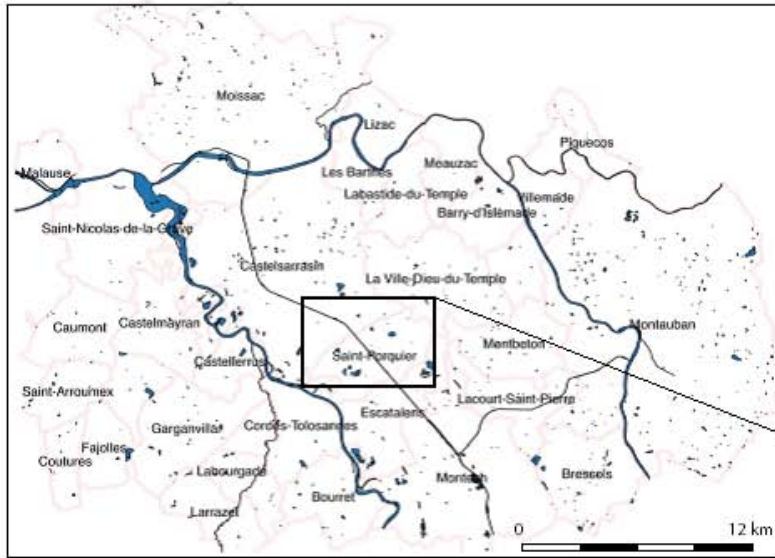 Moissac
Lizac
Piquecos
Malause
Les Barthes
Meauzac
Labastide-du-Temple
Villemade
Barry-d'Islemade
Saint-Nicolas-de-la-Grave
Castelsarrasin
La Ville-Dieu-du-Temple
Caumont
Castelmayran
Montauban
Saint-Porquier
Montbeton
Castelferrus
Saint-Arroumex
Lacourt-Saint-Pierre
Escatalens
Garganvillar
Cordes-Tolosannes
Fajolles
Coutures
Labourgade
Montech
Bressols
Bourret
Larrazet
0 12 km